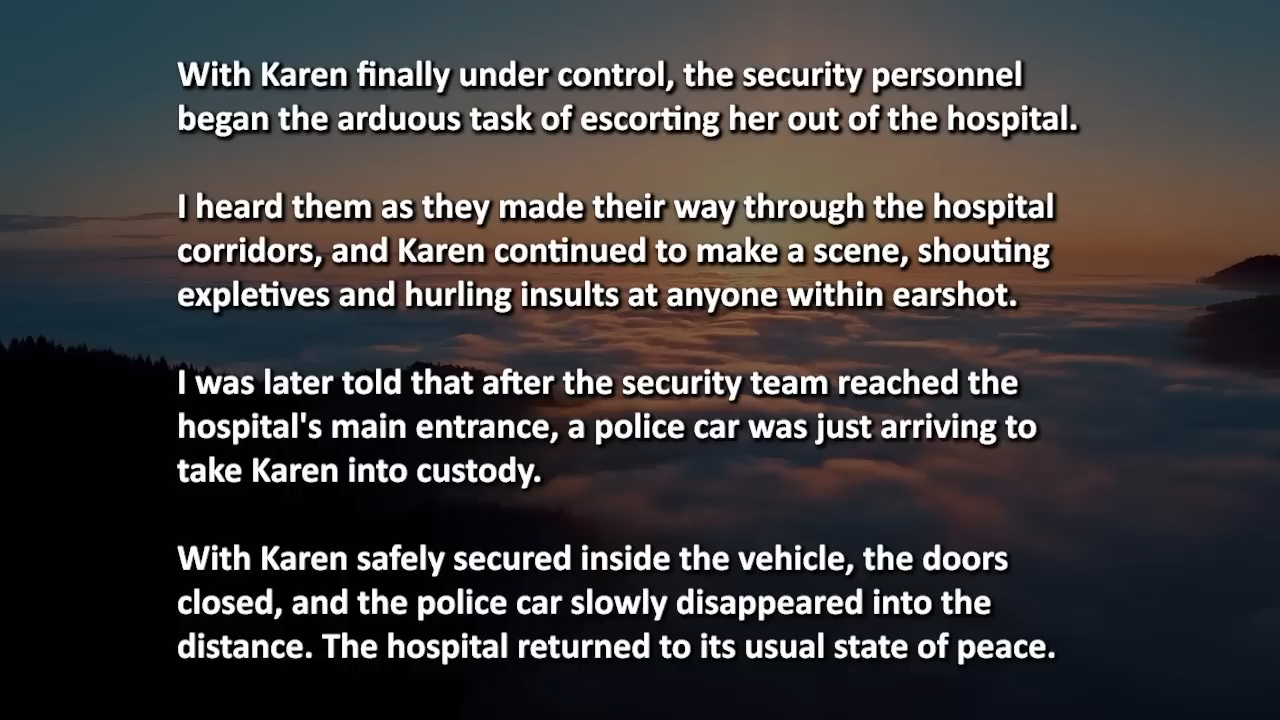 With Karen finally under control, the security personnel
began the arduous task of escorting her out of the hospital.
I heard them as they made their way through the hospital
corridors, and Karen continued to make a scene, shouting
expletives and hurling insults at anyone within earshot.
I was later told that after the security team reached the
hospital's main entrance, a police car was just arriving to
take Karen into custody.
With Karen safely secured inside the vehicle, the doors
closed, and the police car slowly disappeared into the
distance. The hospital returned to its usual state of peace.